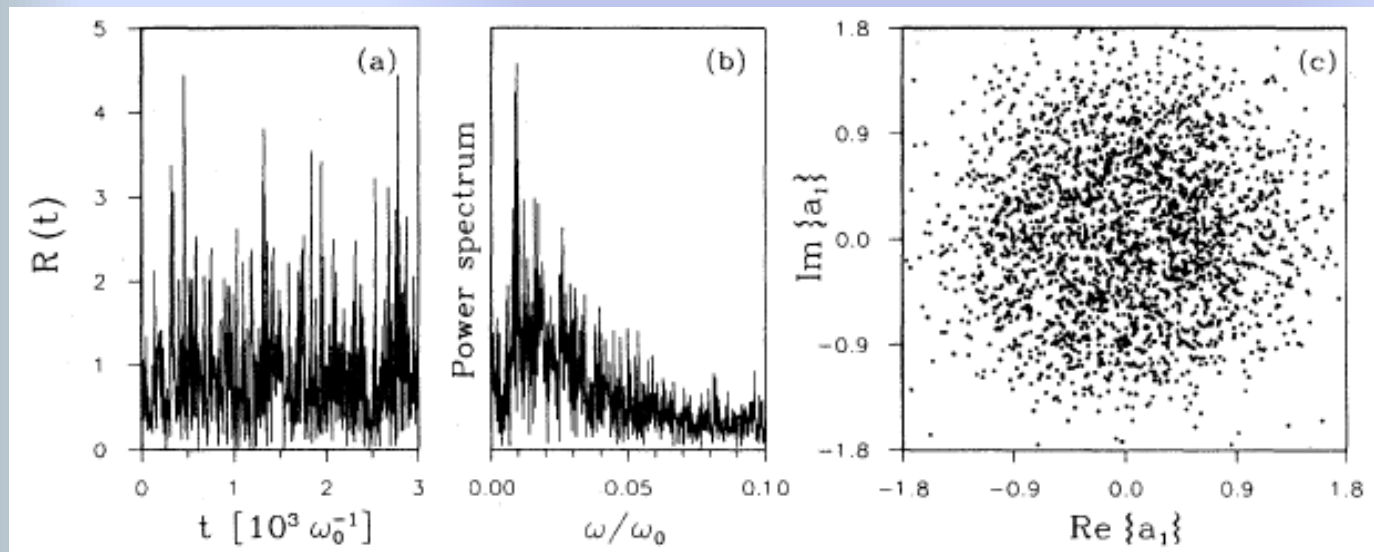 (a)
R (t)
5
4
3
2
1
0
0 1 2 3
t [10³ ω₀⁻¹]
(b)
Power spectrum
0.00 0.05 0.10
ω/ω₀
(c)
Im {a₁}
1.8
0.9
0.0
−0.9
−1.8
−1.8 −0.9 0.0 0.9 1.8
Re {a₁}